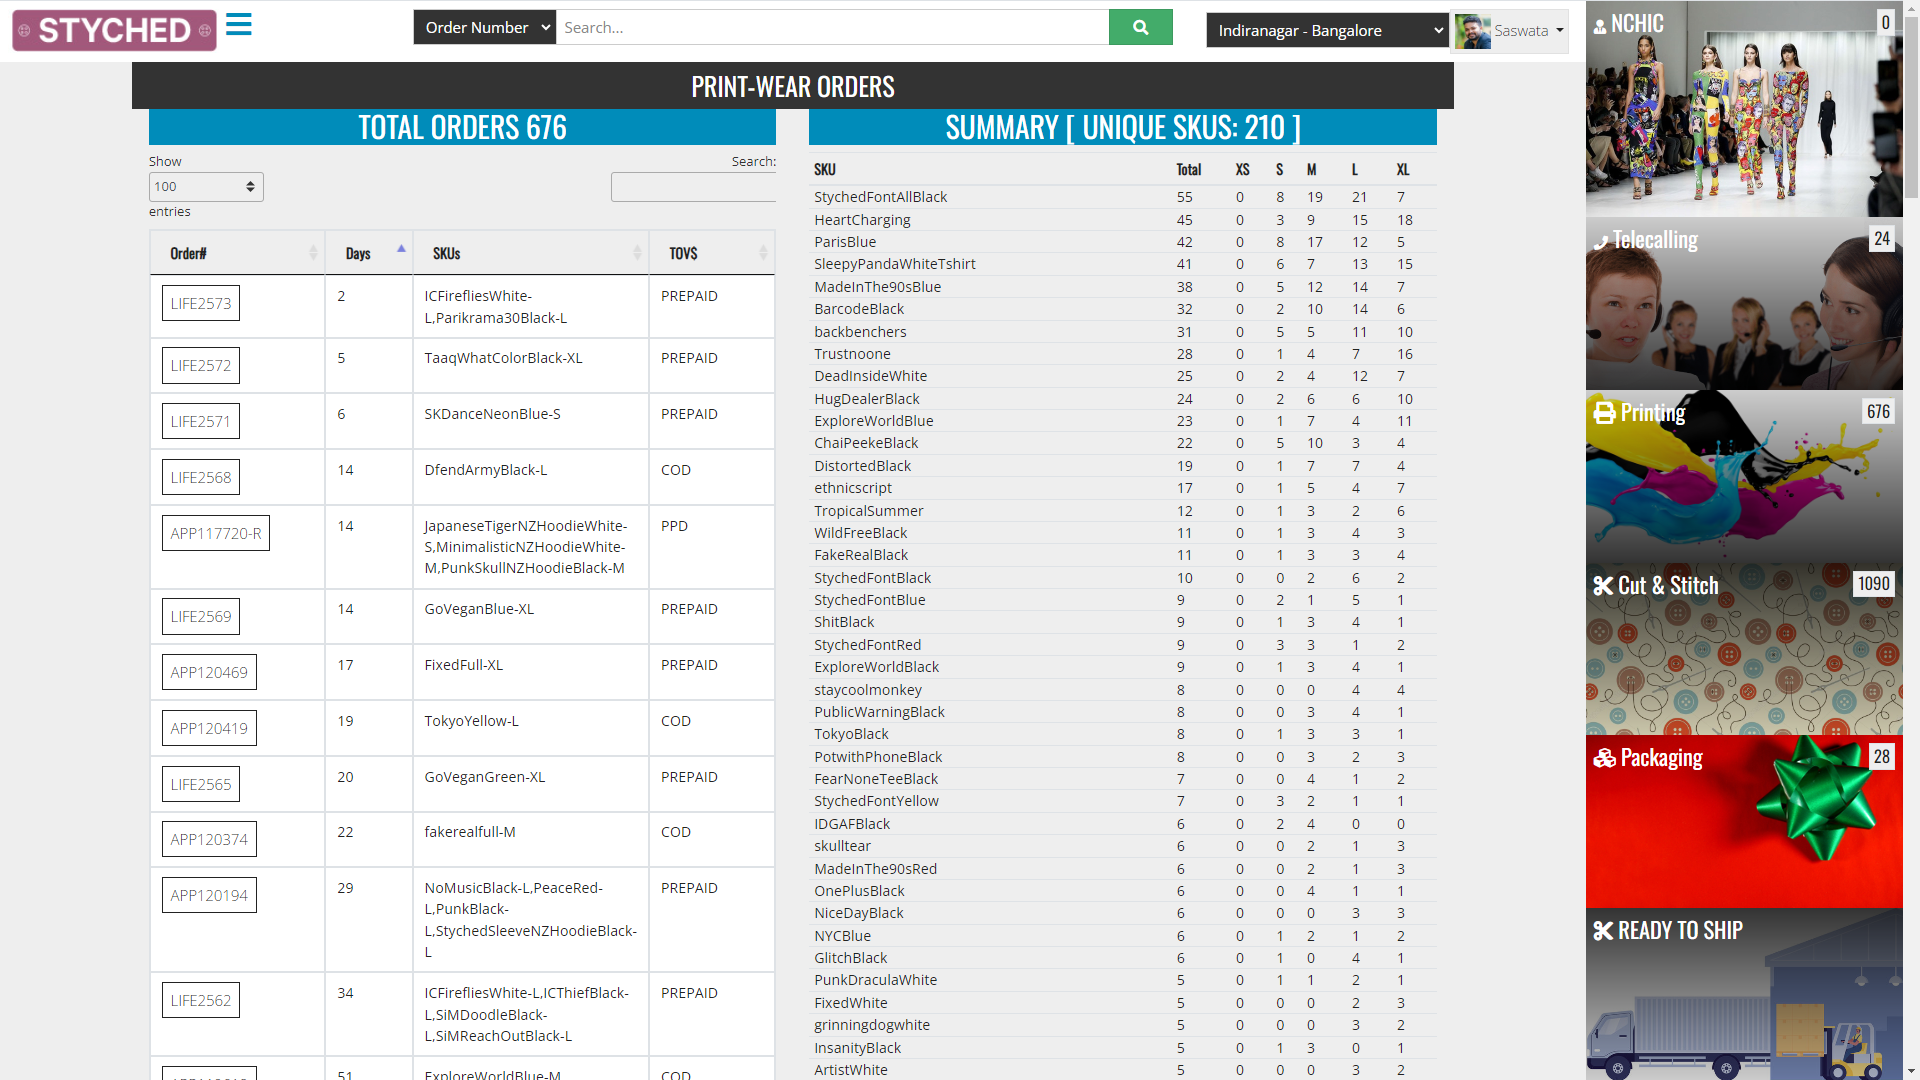 STYCHED
Order Number
Search...
Indiranagar - Bangalore
Saswata
PRINT-WEAR ORDERS
TOTAL ORDERS 676
Show
100
entries
Search:
Order# Days SKUs TOV$
LIFE2573 2 ICFirefliesWhite-
L,Parikrama30Black-L PREPAID
LIFE2572 5 TaaqWhatColorBlack-XL PREPAID
LIFE2571 6 SKDanceNeonBlue-S PREPAID
LIFE2568 14 DfendArmyBlack-L COD
APP117720-R 14 JapaneseTigerNZHoodieWhite- PPD
S,MinimalisticNZHoodieWhite-
M,PunkSkullNZHoodieBlack-M
LIFE2569 14 GoVeganBlue-XL PREPAID
APP120469 17 FixedFull-XL PREPAID
APP120419 19 TokyoYellow-L COD
LIFE2565 20 GoVeganGreen-XL PREPAID
APP120374 22 fakerealfull-M COD
APP120194 29 NoMusicBlack-L,PeaceRed- PREPAID
L,PunkBlack-
L,StychedSleeveNZHoodieBlack-
L
LIFE2562 34 ICFirefliesWhite-L,ICThiefBlack- PREPAID
L,SiMDoodleBlack-
L,SiMReachOutBlack-L
51 ExploreWorldBlue-M COD
SUMMARY [ UNIQUE SKUS: 210 ]
SKU Total XS S M L XL
StychedFontAllBlack 55 0 8 19 21 7
HeartCharging 45 0 3 9 15 18
ParisBlue 42 0 8 17 12 5
SleepyPandaWhiteTshirt 41 0 6 7 13 15
MadeInThe90sBlue 38 0 5 12 14 7
BarcodeBlack 32 0 2 10 14 6
backbenchers 31 0 5 5 11 10
Trustnoone 28 0 1 4 7 16
DeadInsideWhite 25 0 2 4 12 7
HugDealerBlack 24 0 2 6 6 10
ExploreWorldBlue 23 0 1 7 4 11
ChaiPeekeBlack 22 0 5 10 3 4
DistortedBlack 19 0 1 7 7 4
ethnicscript 17 0 1 5 4 7
TropicalSummer 12 0 1 3 2 6
WildFreeBlack 11 0 1 3 4 3
FakeRealBlack 11 0 1 3 3 4
StychedFontBlack 10 0 0 2 6 2
StychedFontBlue 9 0 2 1 5 1
ShitBlack 9 0 1 3 4 1
StychedFontRed 9 0 3 3 1 2
ExploreWorldBlack 9 0 1 3 4 1
staycoolmonkey 8 0 0 0 4 4
PublicWarningBlack 8 0 0 3 4 1
TokyoBlack 8 0 1 3 3 1
PotwithPhoneBlack 8 0 0 3 2 3
FearNoneTeeBlack 7 0 0 4 1 2
StychedFontYellow 7 0 3 2 1 1
IDGAFBlack 6 0 2 4 0 0
skulltear 6 0 0 2 1 3
MadeInThe90sRed 6 0 0 2 1 3
OnePlusBlack 6 0 0 4 1 1
NiceDayBlack 6 0 0 0 3 3
NYCBlue 6 0 1 2 1 2
GlitchBlack 6 0 1 0 4 1
PunkDraculaWhite 5 0 1 1 2 1
FixedWhite 5 0 0 0 2 3
grinningdogwhite 5 0 0 0 3 2
InsanityBlack 5 0 1 3 0 1
ArtistWhite 5 0 0 0 3 2
NCHIC 0
Telecalling 24
Printing 676
Cut & Stitch 1090
Packaging 28
READY TO SHIP